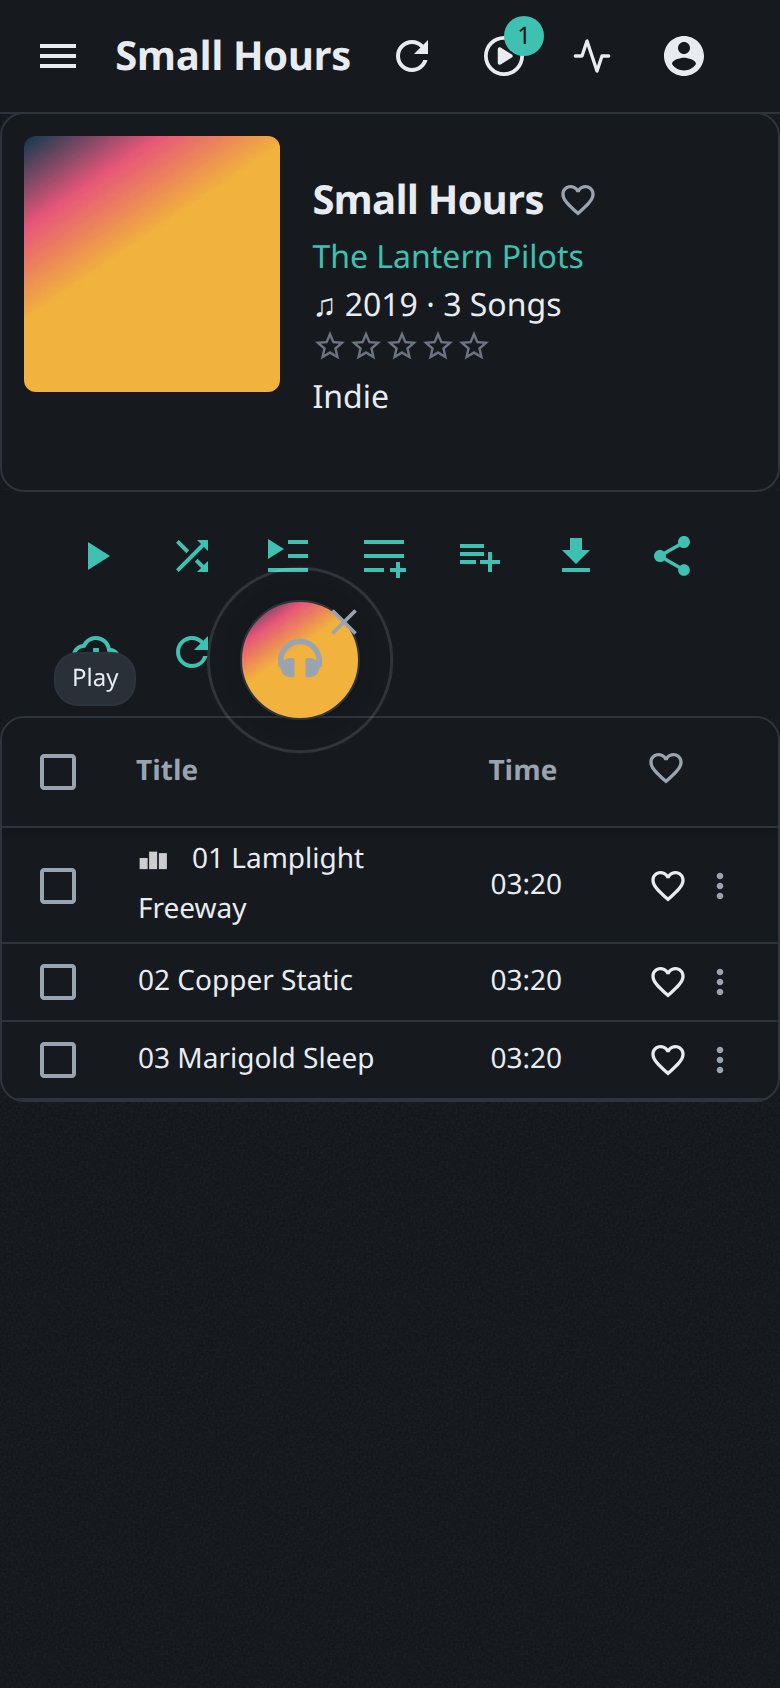 Small Hours
1
Small Hours
The Lantern Pilots
♫ 2019 · 3 Songs
Indie
Play
Title Time
01 Lamplight
Freeway
03:20
02 Copper Static 03:20
03 Marigold Sleep 03:20